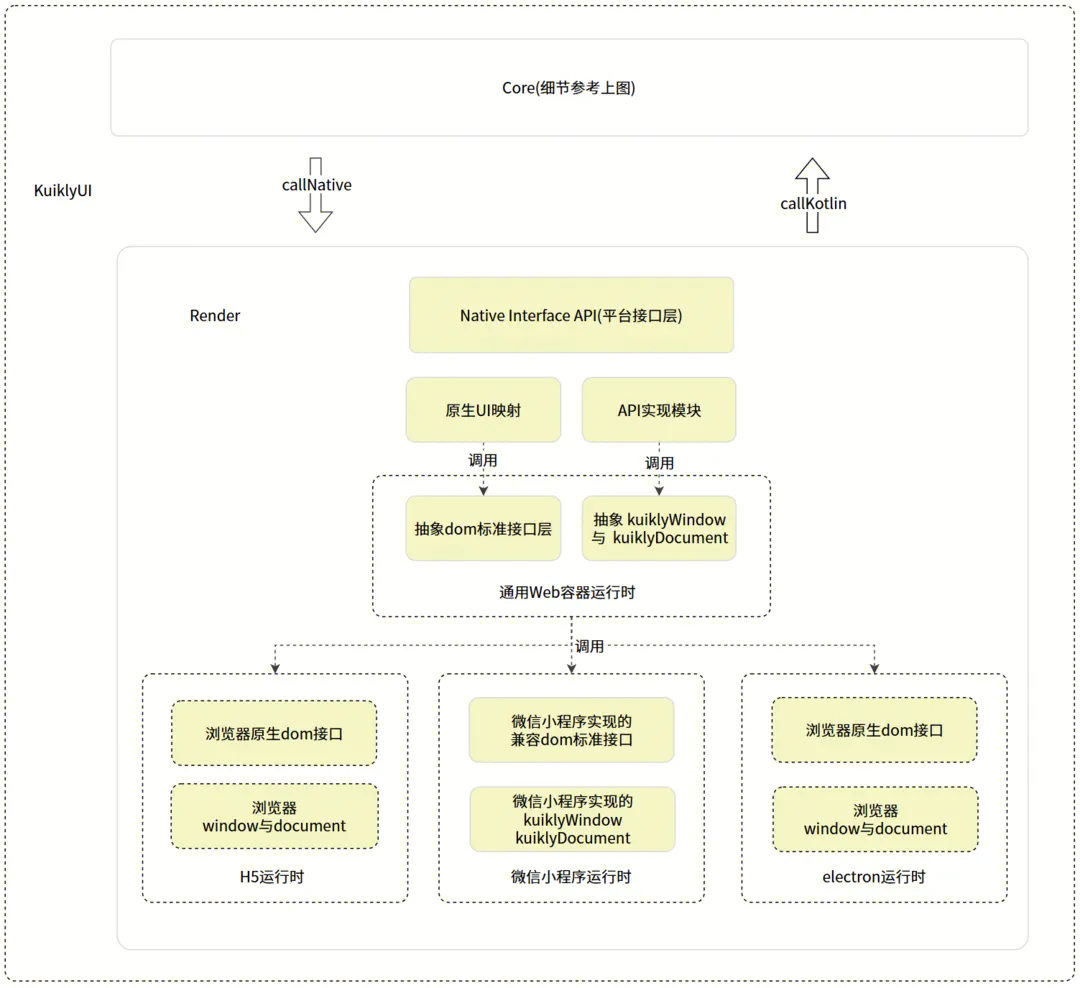 Core(细节参考上图)
KuiklyUI
callNative
callKotlin
Render
Native Interface API(平台接口层)
原生UI映射
API实现模块
调用
调用
抽象dom标准接口层
抽象 kuiklyWindow
与 kuiklyDocument
通用Web容器运行时
调用
浏览器原生dom接口
浏览器
window与document
H5运行时
微信小程序实现的
兼容dom标准接口
微信小程序实现的
kuiklyWindow
kuiklyDocument
微信小程序运行时
浏览器原生dom接口
浏览器
window与document
electron运行时